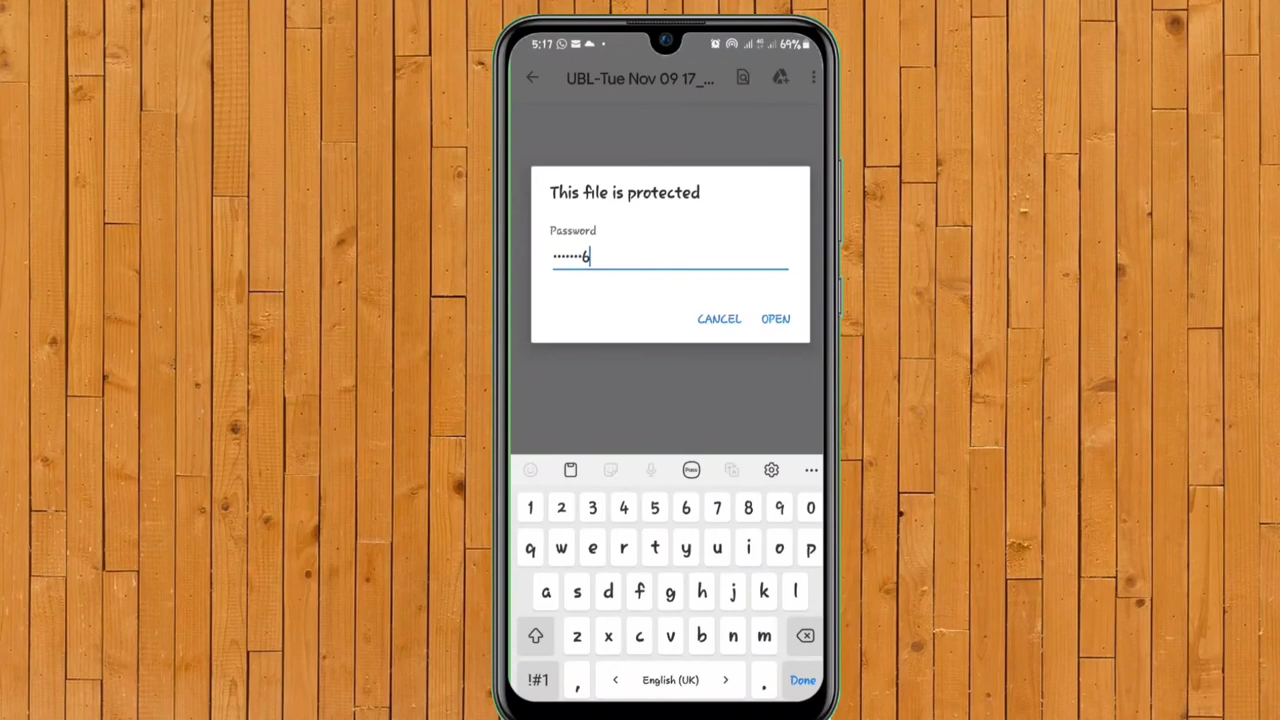 5:17
69%
UBL-Tue Nov 09 17_...
This file is protected
Password
•••••••6
CANCEL OPEN
Pass
1 2 3 4 5 6 7 8 9 0
q w e r t y u i o p
a s d f g h j k l
z x c v b n m
!#1 , < English (UK) > . Done